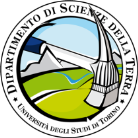 DIPARTIMENTO DI SCIENZE DELLA TERRA
UNIVERSITÀ DEGLI STUDI DI TORINO